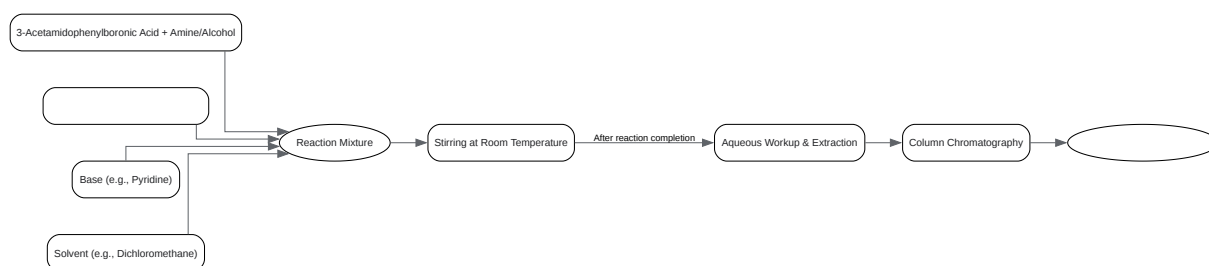 3-Acetamidophenylboronic Acid + Amine/Alcohol
Base (e.g., Pyridine)
Solvent (e.g., Dichloromethane)
Reaction Mixture
Stirring at Room Temperature
After reaction completion
Aqueous Workup & Extraction
Column Chromatography